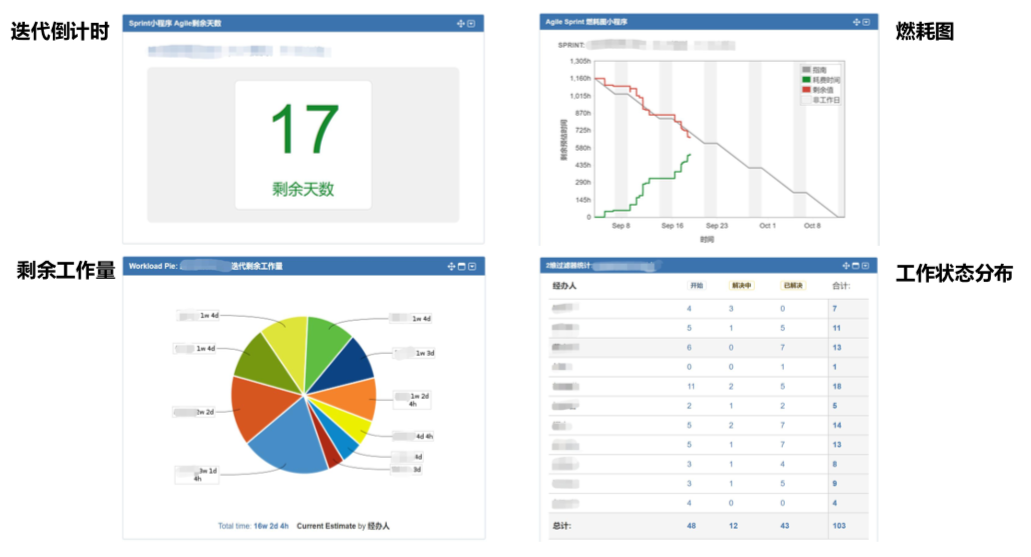 迭代倒计时
Sprint小程序 Agile剩余天数
17
剩余天数
燃耗图
Agile Sprint 燃耗图小程序
SPRINT:
1,305h
1,160h
1,015h
870h
725h
580h
435h
290h
145h
0
剩余预估时间
指南
耗费时间
剩余值
非工作日
Sep 8
Sep 16
Sep 23
Oct 1
Oct 8
时间
剩余工作量
Workload Pie:
迭代剩余工作量
1w 4d
1w 4d
1w 4d
1w 3d
2w 2d
1w 2d
4h
4d 4h
4d
3d
3w 1d
4h
Total time: 16w 2d 4h Current Estimate by 经办人
工作状态分布
2维过滤器统计:
经办人 开始 解决中 已解决 合计:
4 3 0 7
5 1 5 11
6 0 7 13
0 0 1 1
11 2 5 18
2 1 2 5
5 2 7 14
5 1 7 13
3 1 4 8
3 1 5 9
4 0 0 4
总计: 48 12 43 103